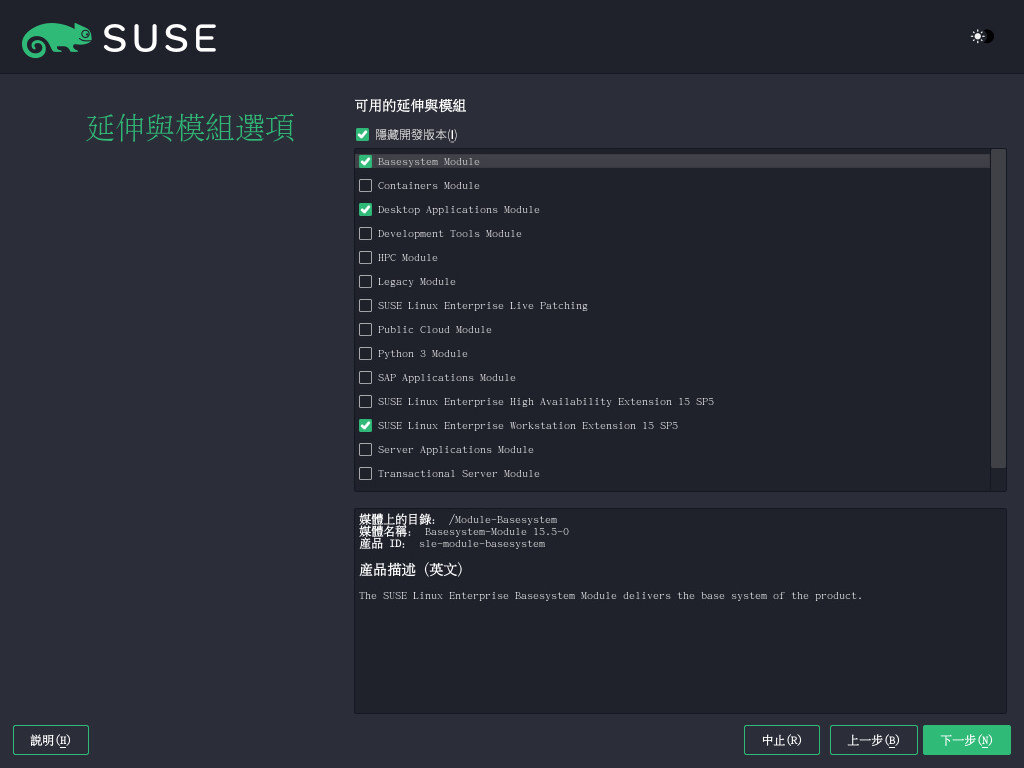 SUSE
延伸與模組選項
可用的延伸與模組
隱藏開發版本(I)
Basesystem Module
Containers Module
Desktop Applications Module
Development Tools Module
HPC Module
Legacy Module
SUSE Linux Enterprise Live Patching
Public Cloud Module
Python 3 Module
SAP Applications Module
SUSE Linux Enterprise High Availability Extension 15 SP5
SUSE Linux Enterprise Workstation Extension 15 SP5
Server Applications Module
Transactional Server Module
媒體上的目錄: /Module-Basesystem
媒體名稱: Basesystem-Module 15.5-0
產品 ID: sle-module-basesystem
產品描述 (英文)
The SUSE Linux Enterprise Basesystem Module delivers the base system of the product.
說明(H)
中止(R)
上一步(B)
下一步(N)